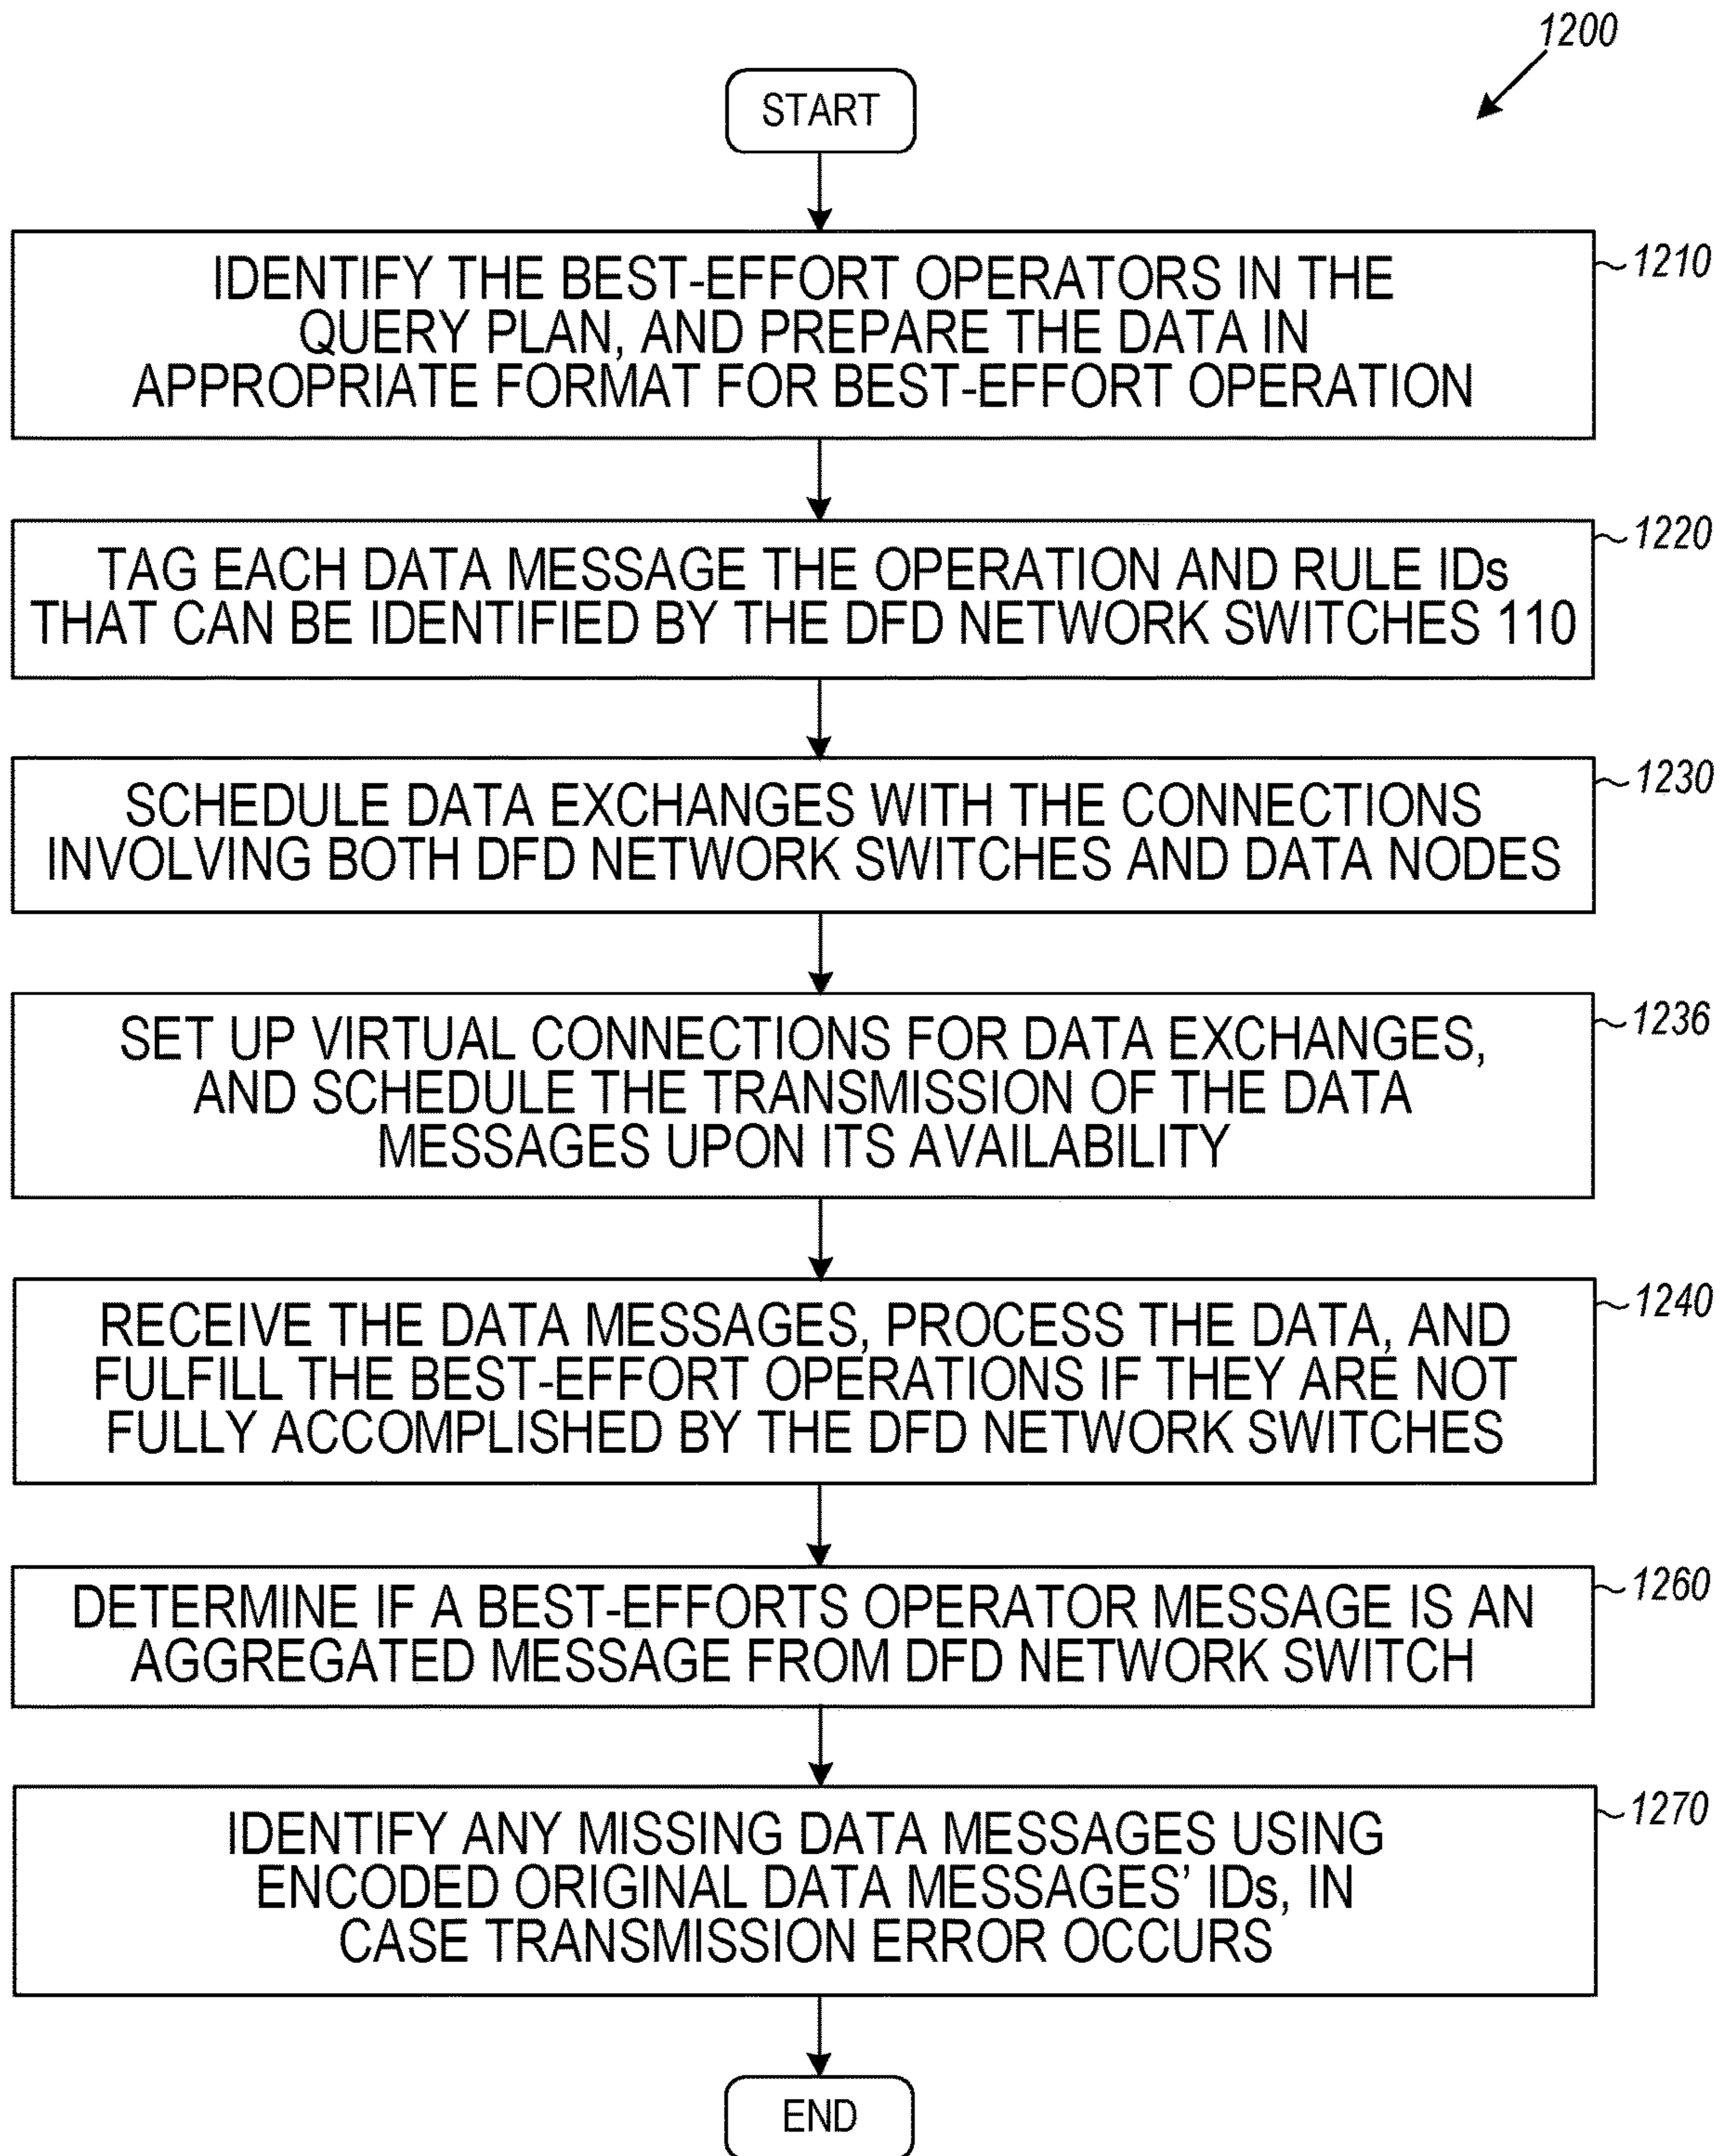 1200
START
IDENTIFY THE BEST-EFFORT OPERATORS IN THE
QUERY PLAN, AND PREPARE THE DATA IN
APPROPRIATE FORMAT FOR BEST-EFFORT OPERATION
1210
TAG EACH DATA MESSAGE THE OPERATION AND RULE IDs
THAT CAN BE IDENTIFIED BY THE DFD NETWORK SWITCHES 110
1220
SCHEDULE DATA EXCHANGES WITH THE CONNECTIONS
INVOLVING BOTH DFD NETWORK SWITCHES AND DATA NODES
1230
SET UP VIRTUAL CONNECTIONS FOR DATA EXCHANGES,
AND SCHEDULE THE TRANSMISSION OF THE DATA
MESSAGES UPON ITS AVAILABILITY
1236
RECEIVE THE DATA MESSAGES, PROCESS THE DATA, AND
FULFILL THE BEST-EFFORT OPERATIONS IF THEY ARE NOT
FULLY ACCOMPLISHED BY THE DFD NETWORK SWITCHES
1240
DETERMINE IF A BEST-EFFORTS OPERATOR MESSAGE IS AN
AGGREGATED MESSAGE FROM DFD NETWORK SWITCH
1260
IDENTIFY ANY MISSING DATA MESSAGES USING
ENCODED ORIGINAL DATA MESSAGES' IDs, IN
CASE TRANSMISSION ERROR OCCURS
1270
END